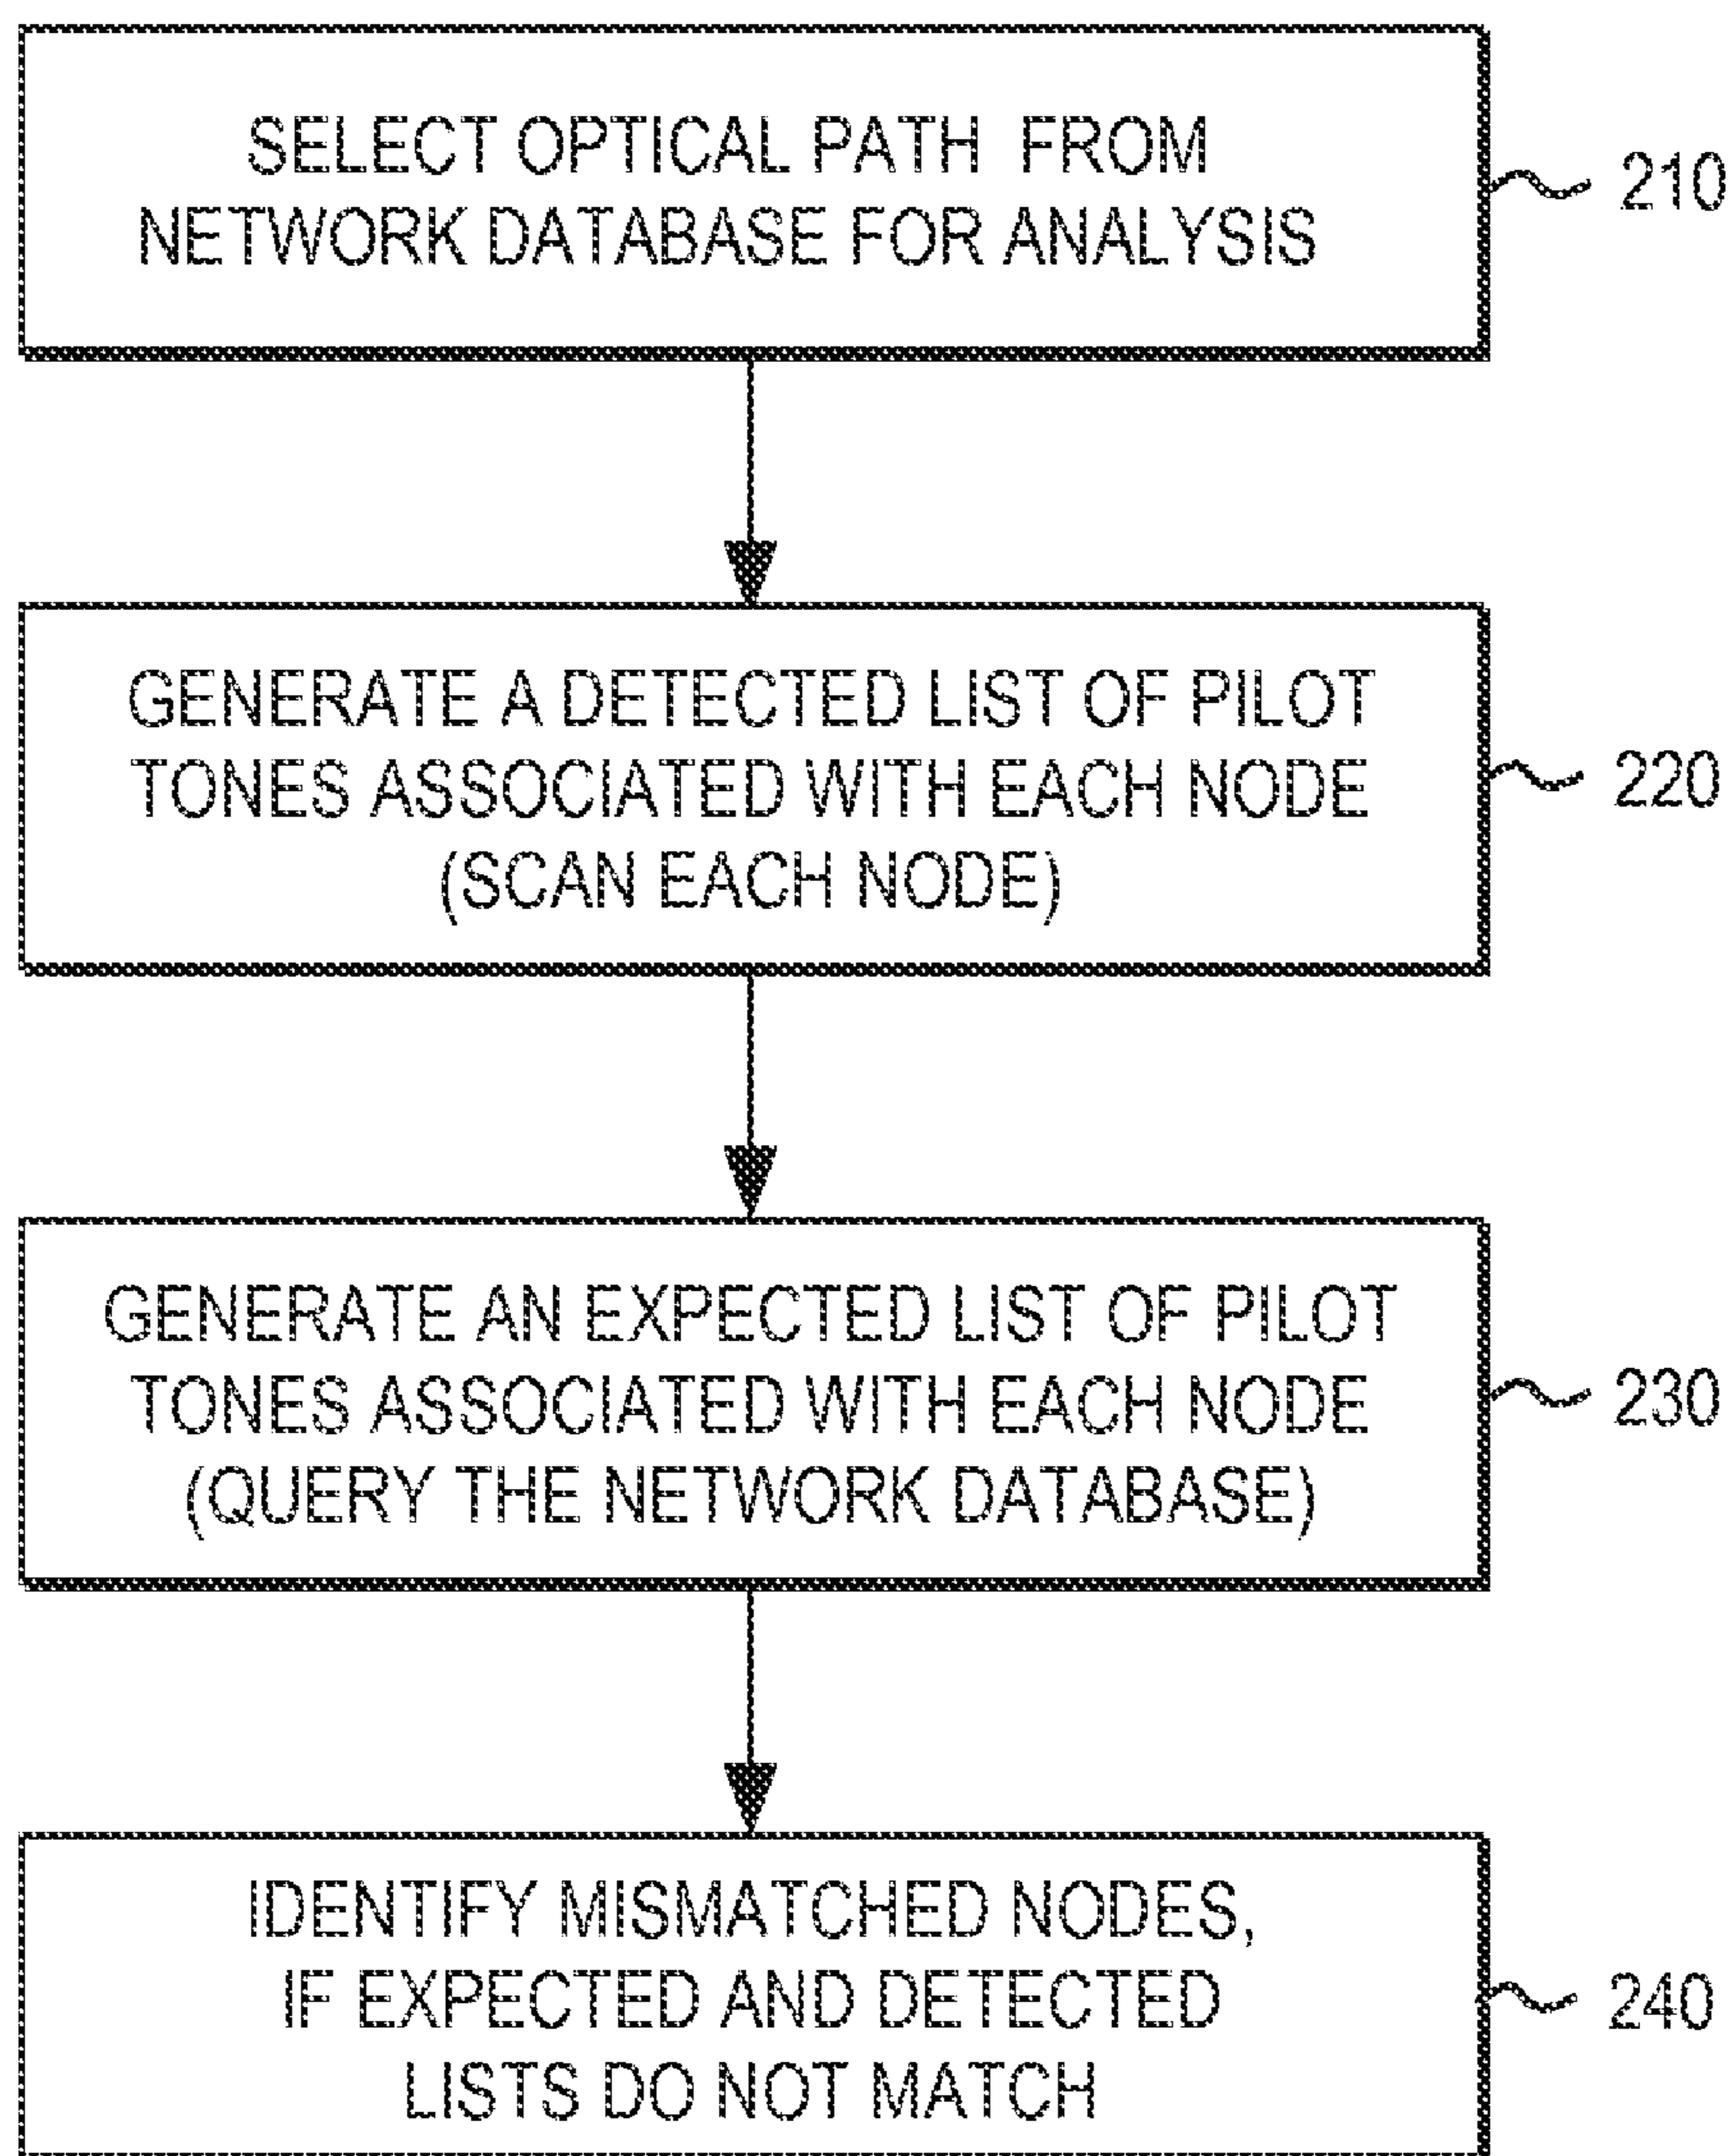 SELECT OPTICAL PATH FROM
NETWORK DATABASE FOR ANALYSIS
210
GENERATE A DETECTED LIST OF PILOT
TONES ASSOCIATED WITH EACH NODE
(SCAN EACH NODE)
220
GENERATE AN EXPECTED LIST OF PILOT
TONES ASSOCIATED WITH EACH NODE
(QUERY THE NETWORK DATABASE)
230
IDENTIFY MISMATCHED NODES,
IF EXPECTED AND DETECTED
LISTS DO NOT MATCH
240